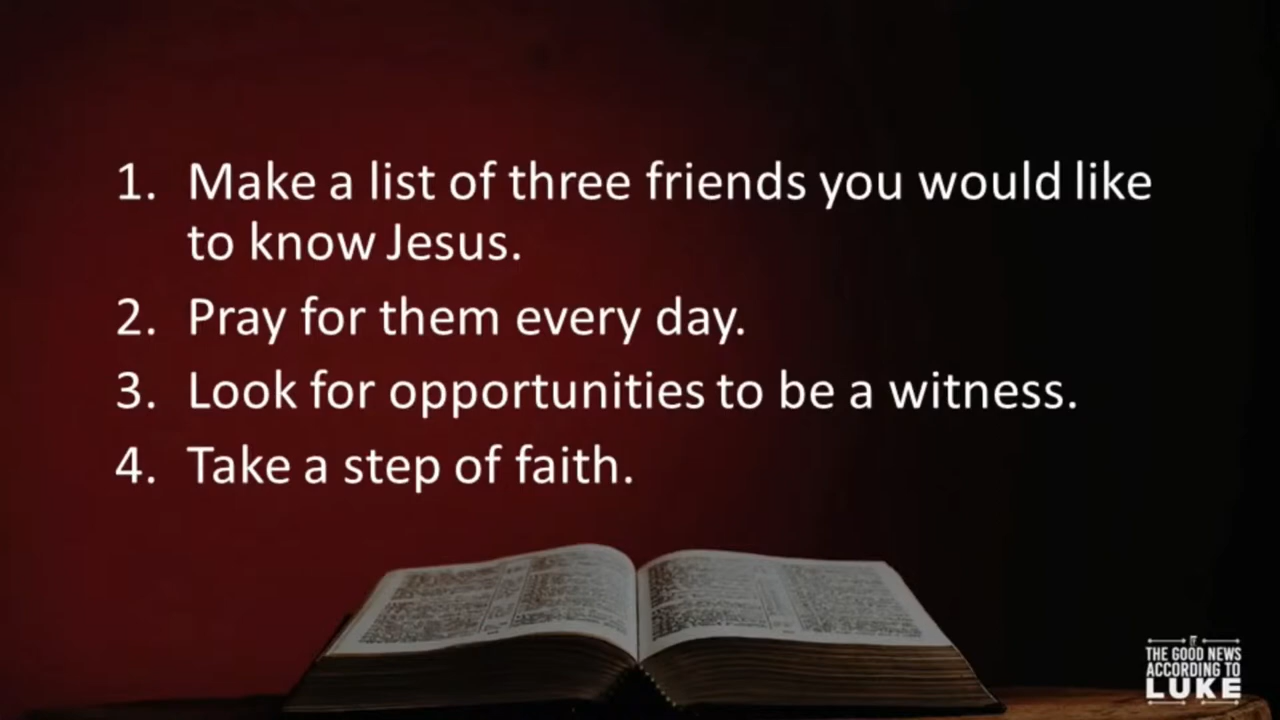 1. Make a list of three friends you would like
to know Jesus.
2. Pray for them every day.
3. Look for opportunities to be a witness.
4. Take a step of faith.
THE GOOD NEWS
ACCORDING TO
LUKE